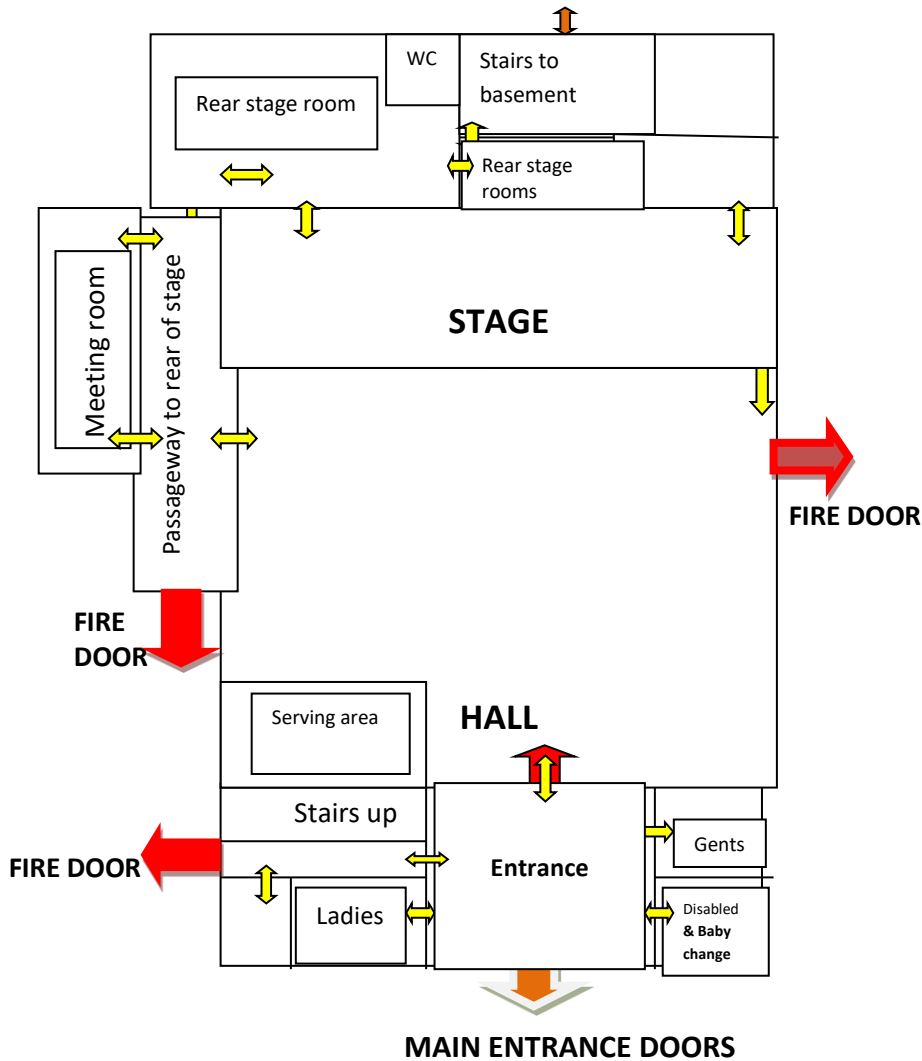 WC
Stairs to
basement
Rear stage room
Rear stage
rooms
Meeting room
Passageway to rear of stage
STAGE
FIRE DOOR
FIRE
DOOR
Serving area
HALL
Stairs up
FIRE DOOR
Entrance
Gents
Ladies
Disabled
& Baby
change
MAIN ENTRANCE DOORS